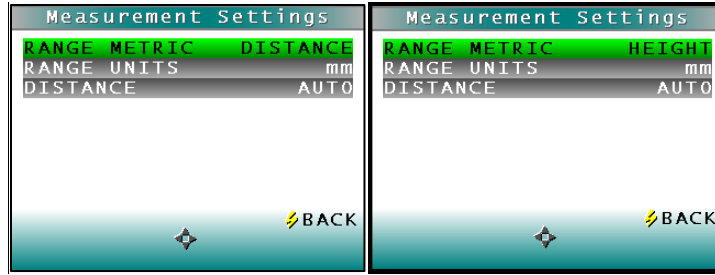 Measurement Settings
RANGE METRIC DISTANCE
RANGE UNITS mm
DISTANCE AUTO
BACK
Measurement Settings
RANGE METRIC HEIGHT
RANGE UNITS mm
DISTANCE AUTO
BACK